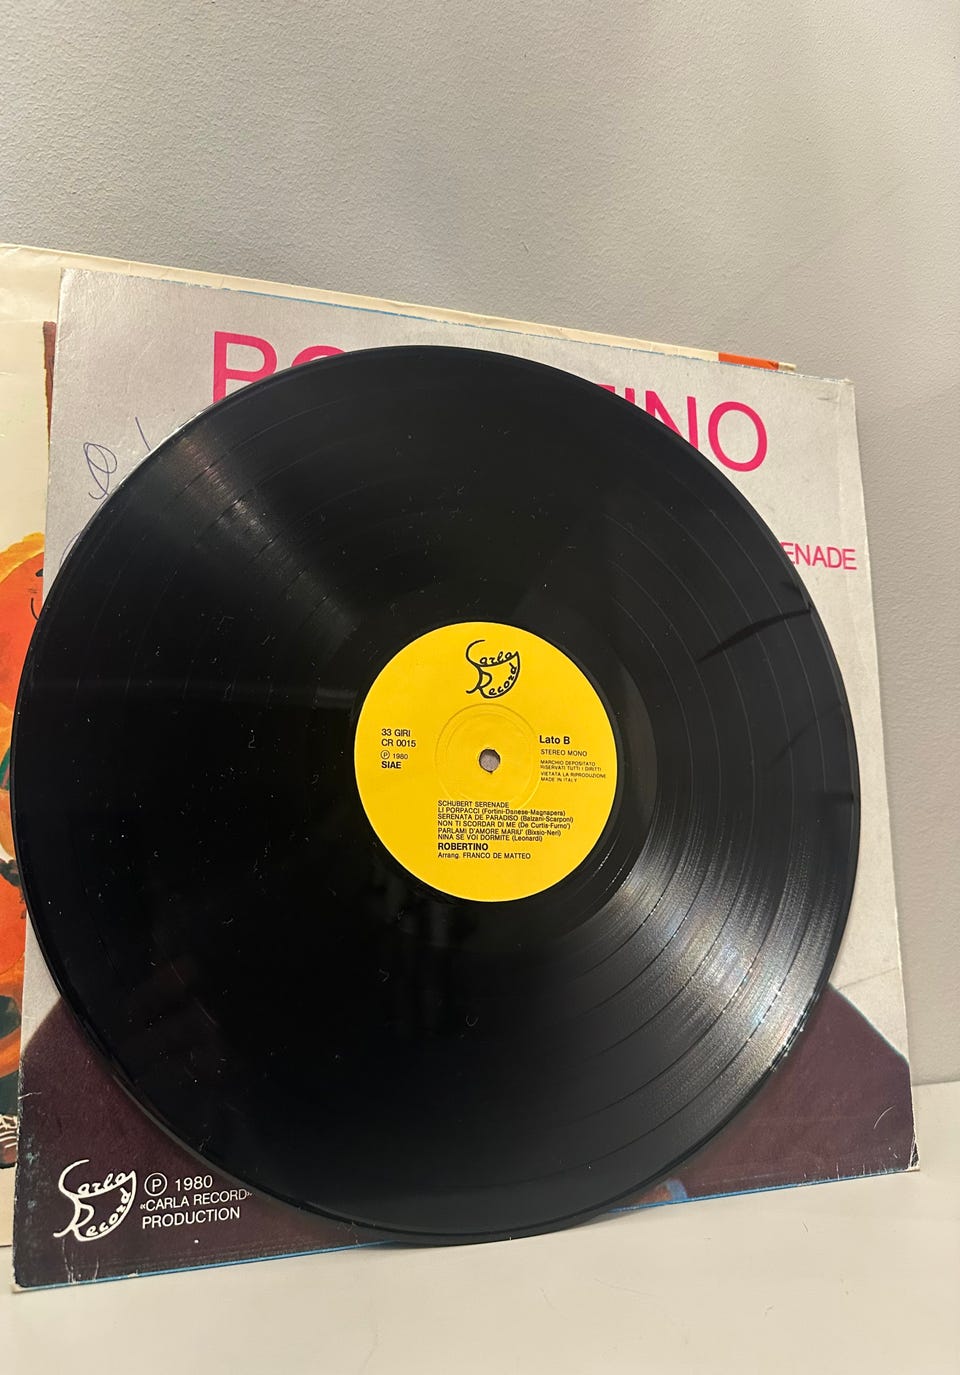 INO
ENADE
Carla
Record
33 GIRI
CR 0015
℗ 1980
SIAE
Lato B
STEREO MONO
MARCHIO DEPOSITATO
RISERVATI TUTTI I DIRITTI
VIETATA LA RIPRODUZIONE
MADE IN ITALY
SCHUBERT SERENADE
LI PORPACCI (Fortini-Danese-Magnapera)
SERENATA DE PARADISO (Balzani-Scarponi)
NON TI SCORDAR DI ME (De Curtis-Furno')
PARLAMI D'AMORE MARIU' (Bixsio-Neri)
NINA SE VOI DORMITE (Leonardi)
ROBERTINO
Arrang. FRANCO DE MATTEO
Carla
Record
℗ 1980
«CARLA RECORD»
PRODUCTION